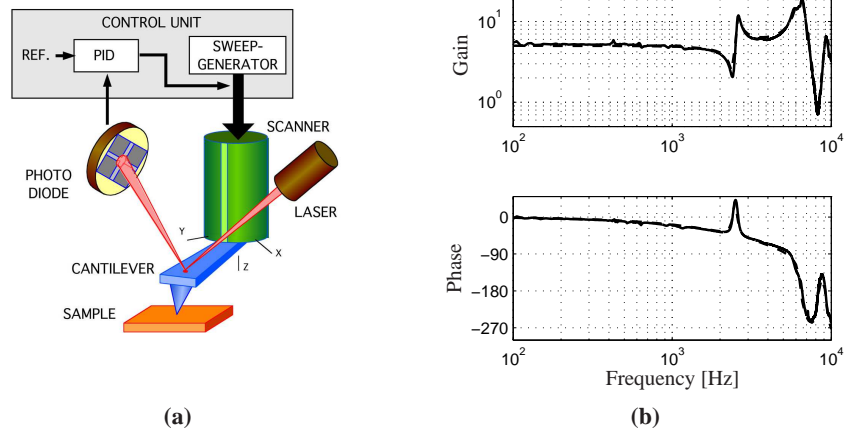 CONTROL UNIT
REF.
PID
SWEEP-
GENERATOR
SCANNER
PHOTO
DIODE
LASER
Y
X
Z
CANTILEVER
SAMPLE
(a)
Gain
10^1
10^0
10^2
10^3
10^4
Phase
0
−90
−180
−270
10^2
10^3
10^4
Frequency [Hz]
(b)